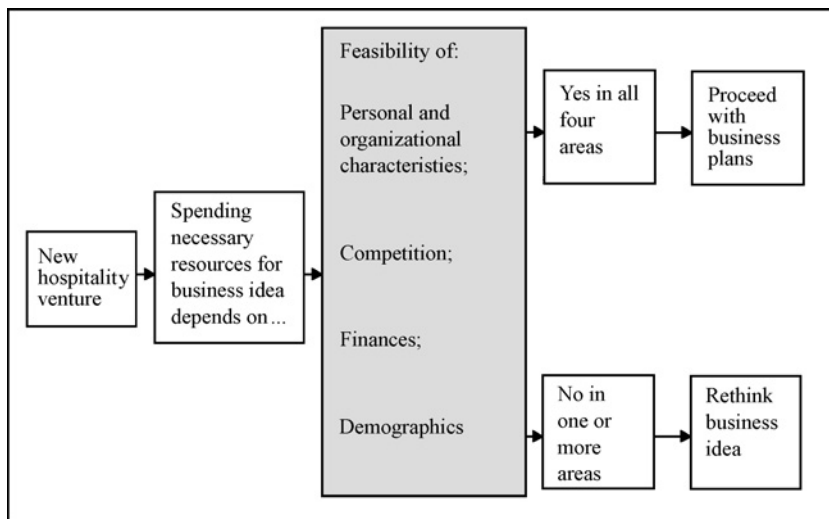 New
hospitality
venture
Spending
necessary
resources for
business idea
depends on ...
Feasibility of:
Personal and
organizational
characteristies;
Competition;
Finances;
Demographics
Yes in all
four
areas
Proceed
with
business
plans
No in
one or
more
areas
Rethink
business
idea